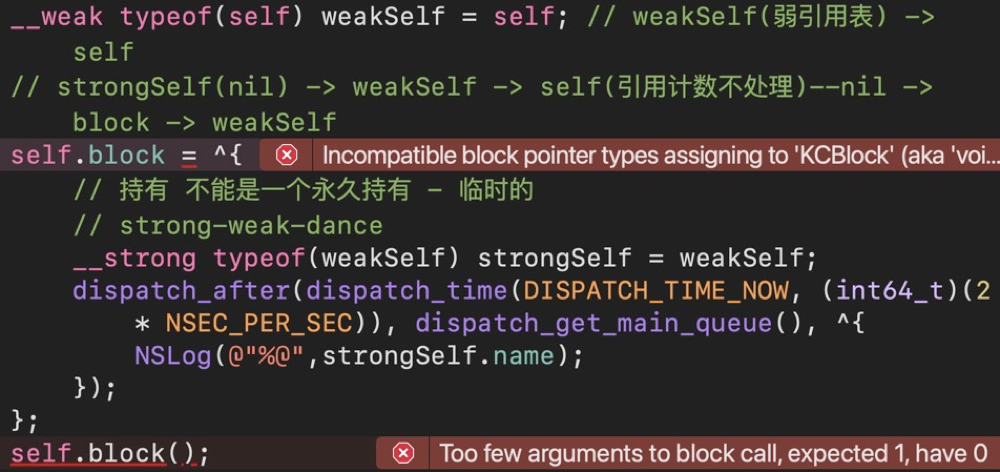 __weak typeof(self) weakSelf = self; // weakSelf(弱引用表) ->
self
// strongSelf(nil) -> weakSelf -> self(引用计数不处理)--nil ->
block -> weakSelf
self.block = ^{ Incompatible block pointer types assigning to 'KCBlock' (aka 'voi...
// 持有 不能是一个永久持有 - 临时的
// strong-weak-dance
__strong typeof(weakSelf) strongSelf = weakSelf;
dispatch_after(dispatch_time(DISPATCH_TIME_NOW, (int64_t)(2
* NSEC_PER_SEC)), dispatch_get_main_queue(), ^{
NSLog(@"%@",strongSelf.name);
});
};
self.block(); Too few arguments to block call, expected 1, have 0